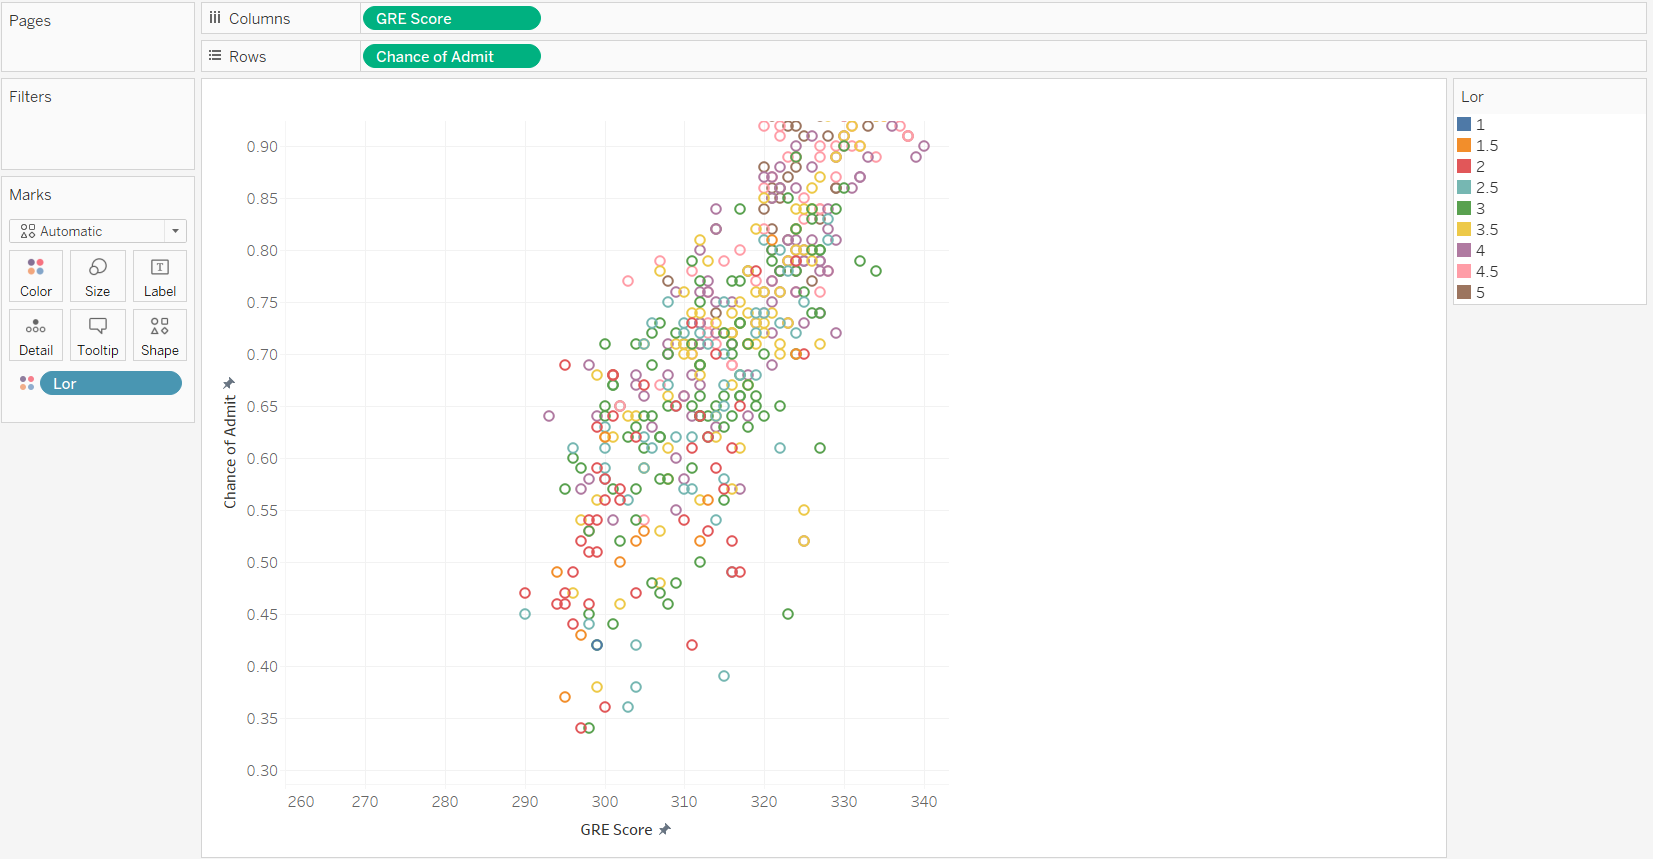 Pages
Columns
GRE Score
Rows
Chance of Admit
Filters
Marks
Automatic
Color
Size
Label
Detail
Tooltip
Shape
Lor
0.90
0.85
0.80
0.75
0.70
0.65
0.60
0.55
0.50
0.45
0.40
0.35
0.30
Chance of Admit
260 270 280 290 300 310 320 330 340
GRE Score
Lor
1
1.5
2
2.5
3
3.5
4
4.5
5